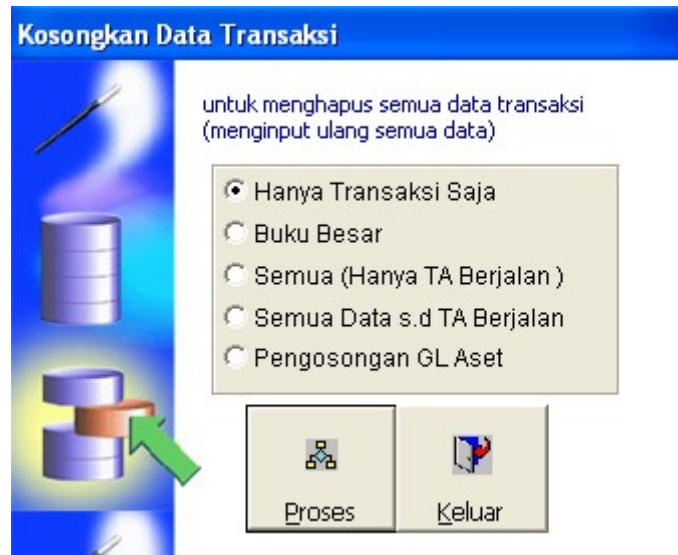 Kosongkan Data Transaksi
untuk menghapus semua data transaksi
(menginput ulang semua data)
Hanya Transaksi Saja
Buku Besar
Semua (Hanya TA Berjalan )
Semua Data s.d TA Berjalan
Pengosongan GL Aset
Proses Keluar